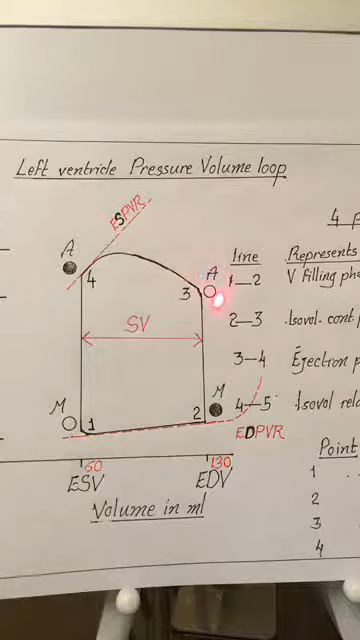 Left ventricle Pressure Volume loop
4 p
ESPVR
A
4
3
A
SV
M
1
2
M
EDPVR
60
130
ESV
EDV
Volume in ml
line
Represents
1—2
V filling pha
2—3
Isovol. cont. p
3—4
Ejection p
4—5
Isovol rela
Point
1
2
3
4